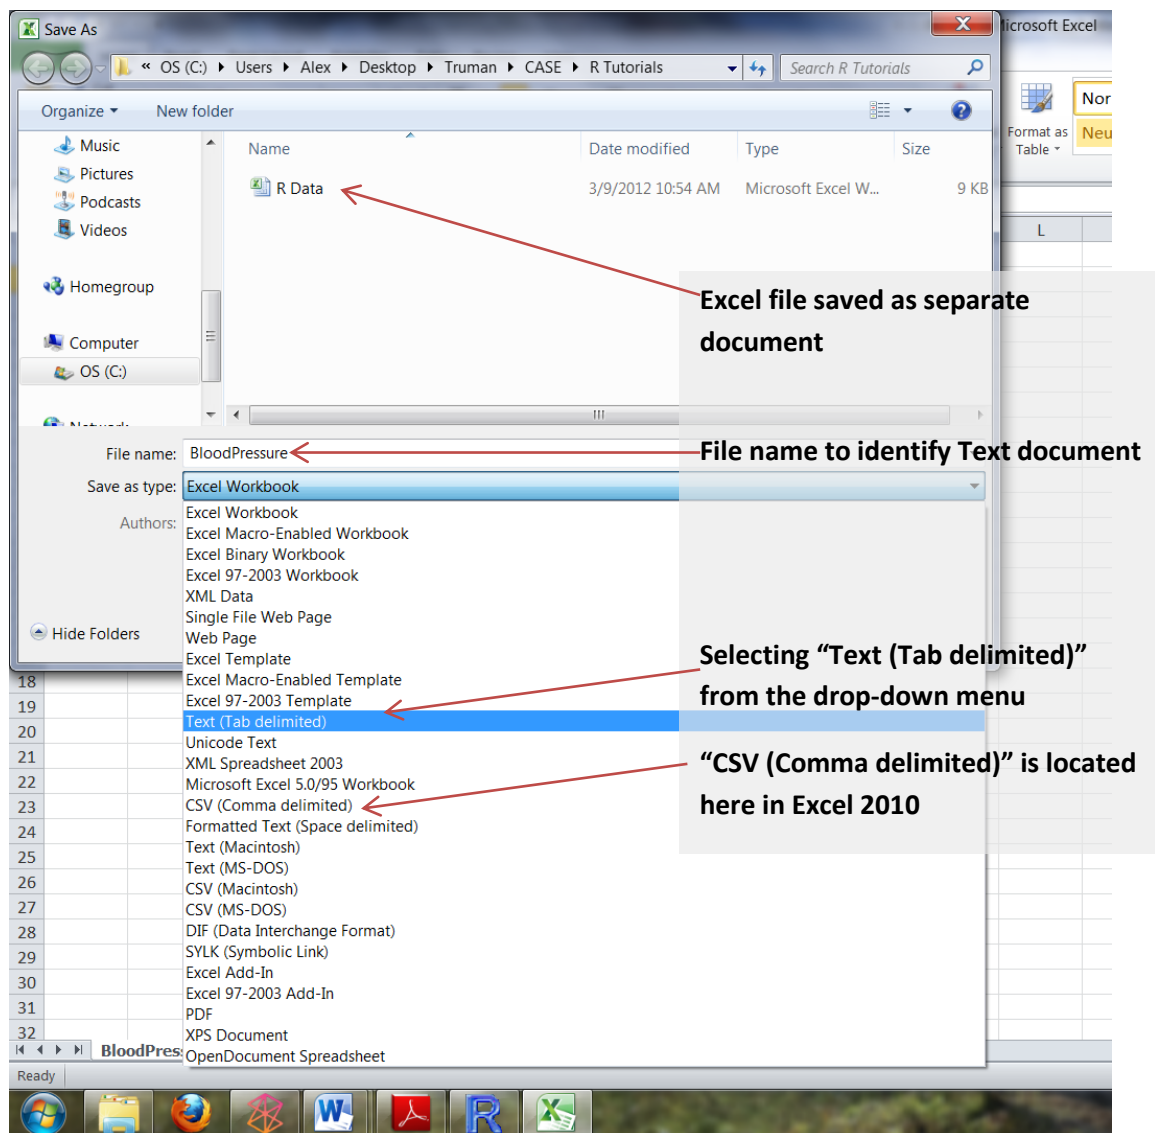 Save As
Microsoft Excel
« OS (C:) ▸ Users ▸ Alex ▸ Desktop ▸ Truman ▸ CASE ▸ R Tutorials
Search R Tutorials
Organize
New folder
Nor
Format as
Table
Neu
Music
Name
Date modified
Type
Size
Pictures
R Data
3/9/2012 10:54 AM
Microsoft Excel W...
9 KB
Podcasts
Videos
L
Homegroup
Excel file saved as separate
document
Computer
OS (C:)
Network
File name:
BloodPressure
File name to identify Text document
Save as type:
Excel Workbook
Authors:
Excel Workbook
Excel Macro-Enabled Workbook
Excel Binary Workbook
Excel 97-2003 Workbook
XML Data
Single File Web Page
Hide Folders
Web Page
Excel Template
Excel Macro-Enabled Template
Excel 97-2003 Template
Text (Tab delimited)
Selecting “Text (Tab delimited)”
from the drop-down menu
Unicode Text
XML Spreadsheet 2003
Microsoft Excel 5.0/95 Workbook
CSV (Comma delimited)
“CSV (Comma delimited)” is located
here in Excel 2010
Formatted Text (Space delimited)
Text (Macintosh)
Text (MS-DOS)
CSV (Macintosh)
CSV (MS-DOS)
DIF (Data Interchange Format)
SYLK (Symbolic Link)
Excel Add-In
Excel 97-2003 Add-In
PDF
XPS Document
OpenDocument Spreadsheet
18
19
20
21
22
23
24
25
26
27
28
29
30
31
32
BloodPres
Ready